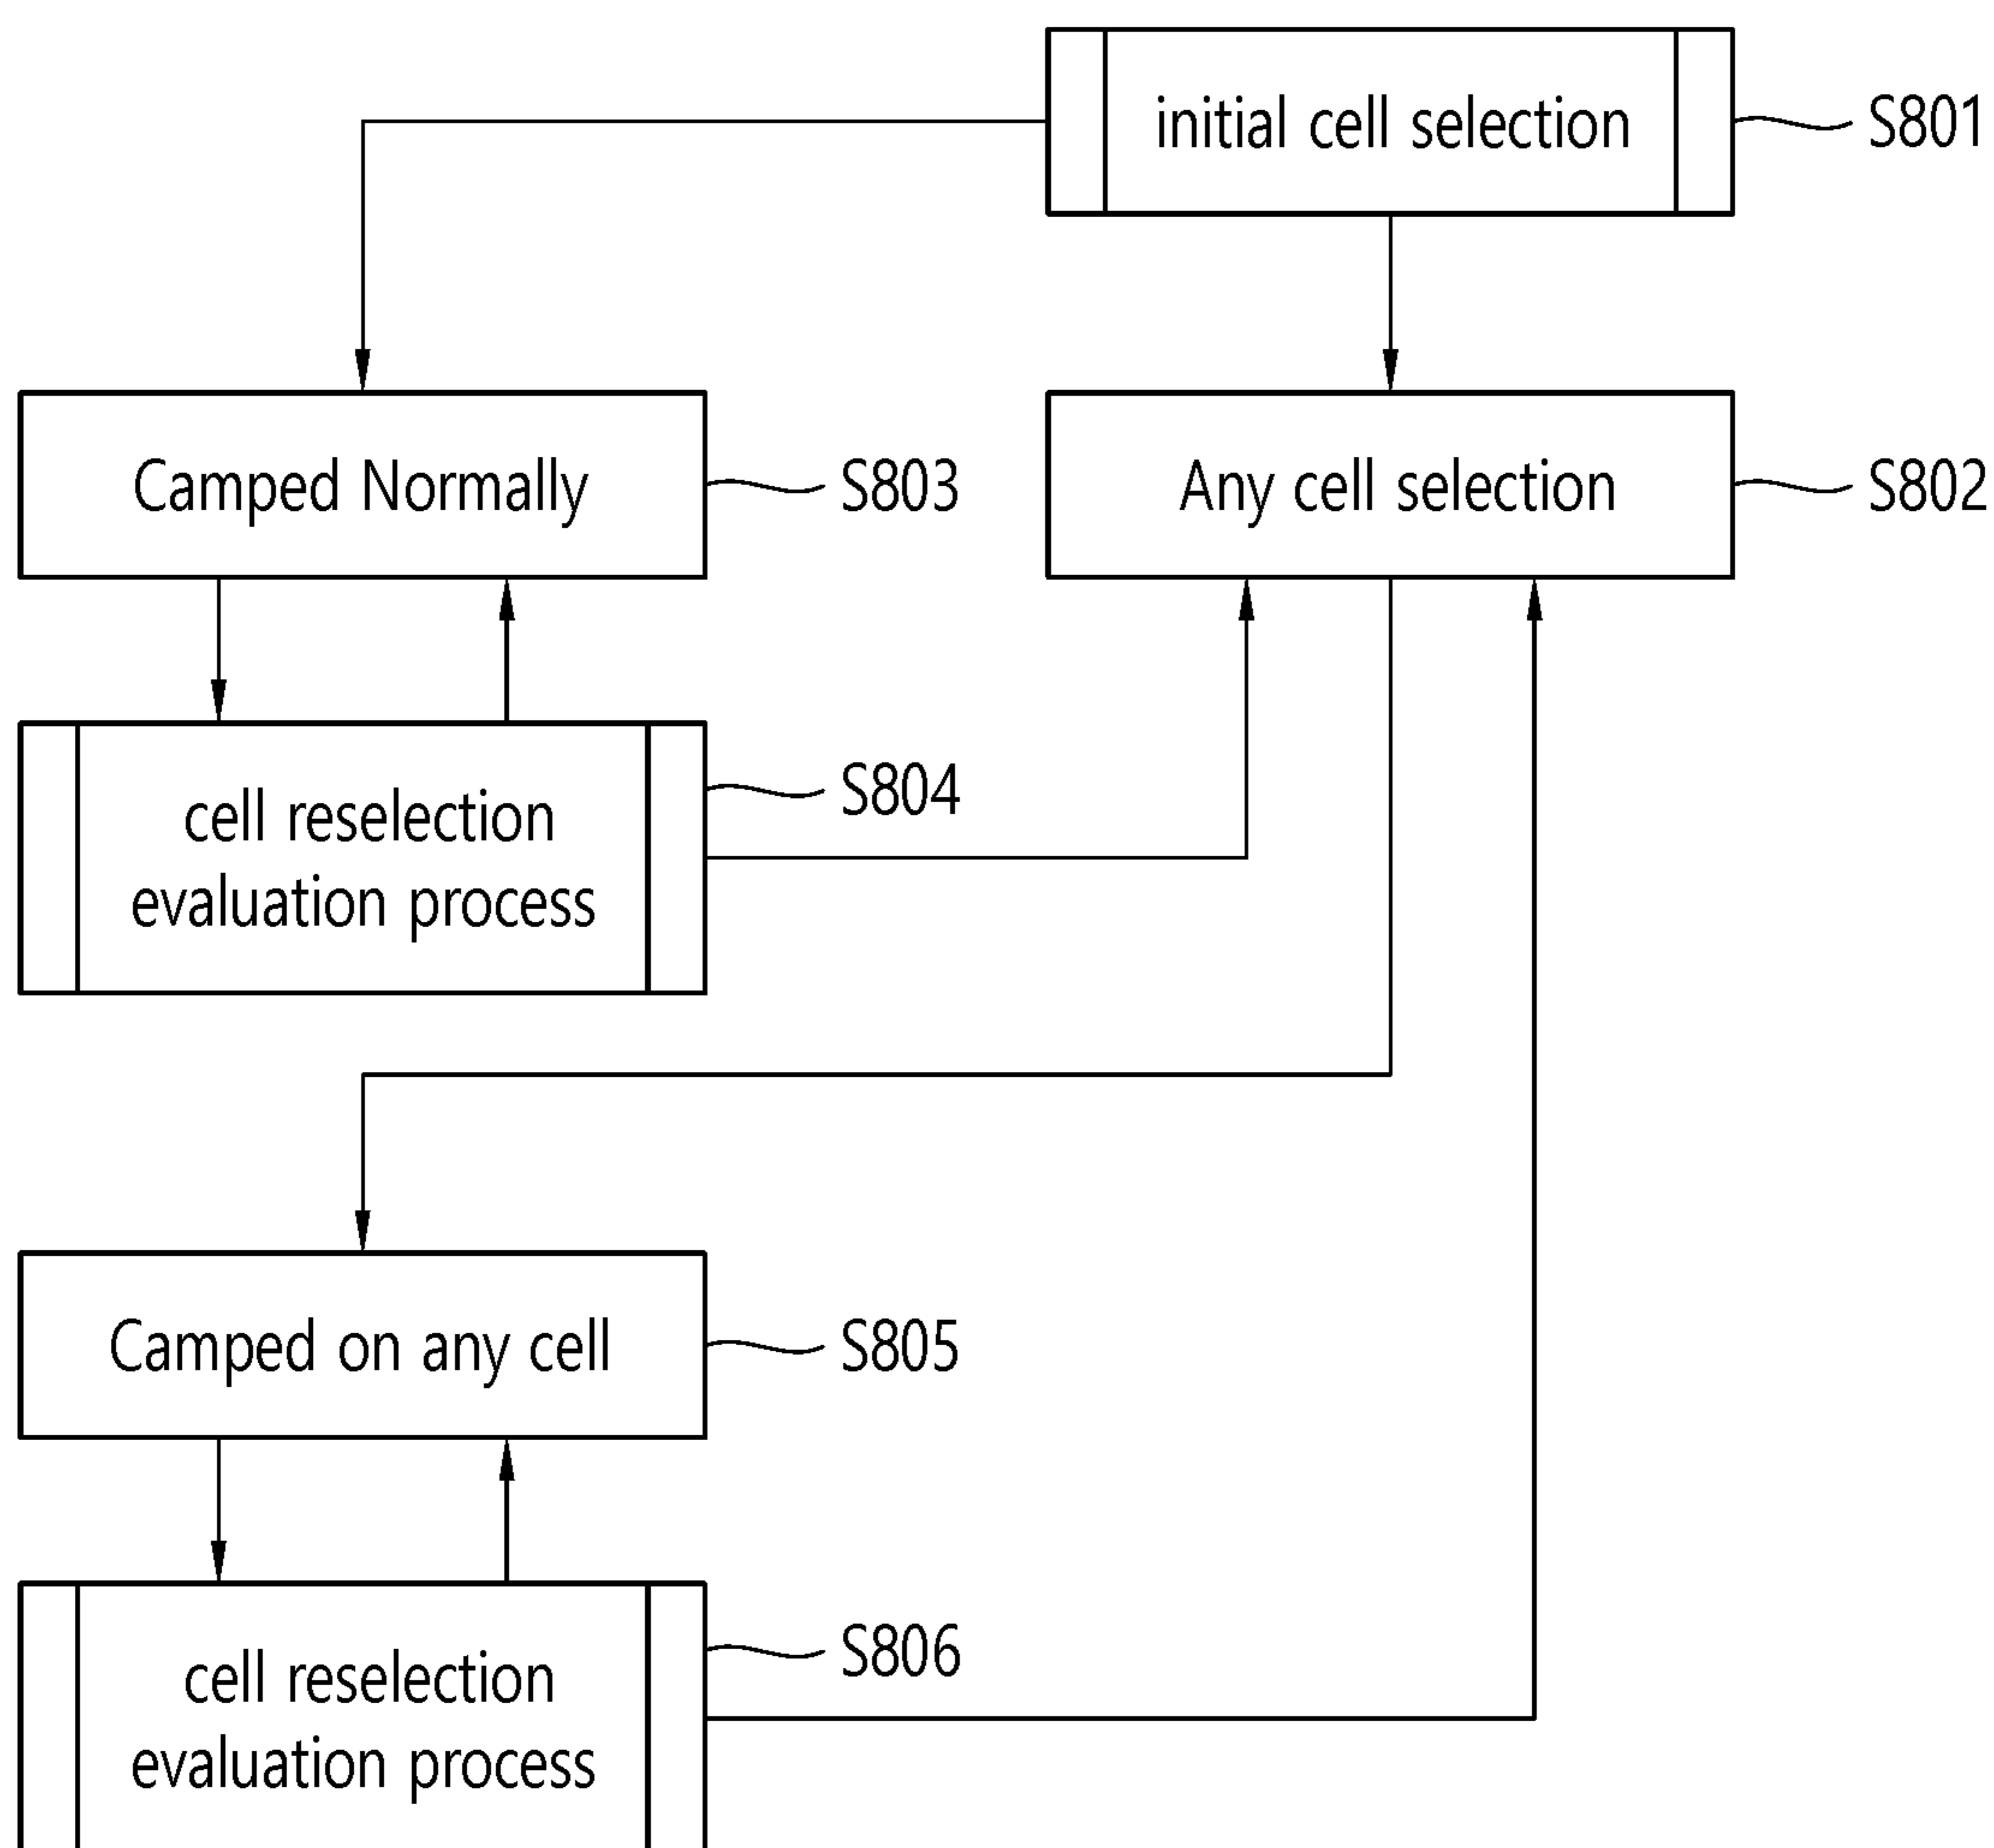 initial cell selection
S801
Camped Normally
S803
Any cell selection
S802
cell reselection
evaluation process
S804
Camped on any cell
S805
cell reselection
evaluation process
S806